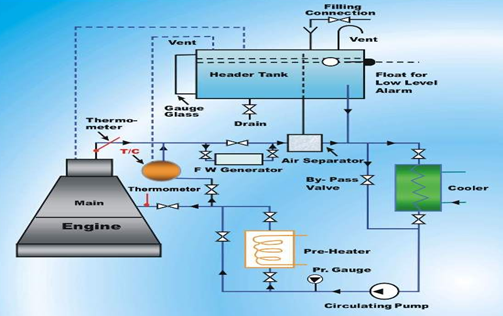 Filling
Connection
Vent
Vent
Header Tank
Float for
Low Level
Alarm
Gauge
Glass
Drain
Thermo-
meter
T/C
F W Generator
Air Separator
Thermometer
By- Pass
Valve
Cooler
Main
Engine
Pre-Heater
Pr. Gauge
Circulating Pump